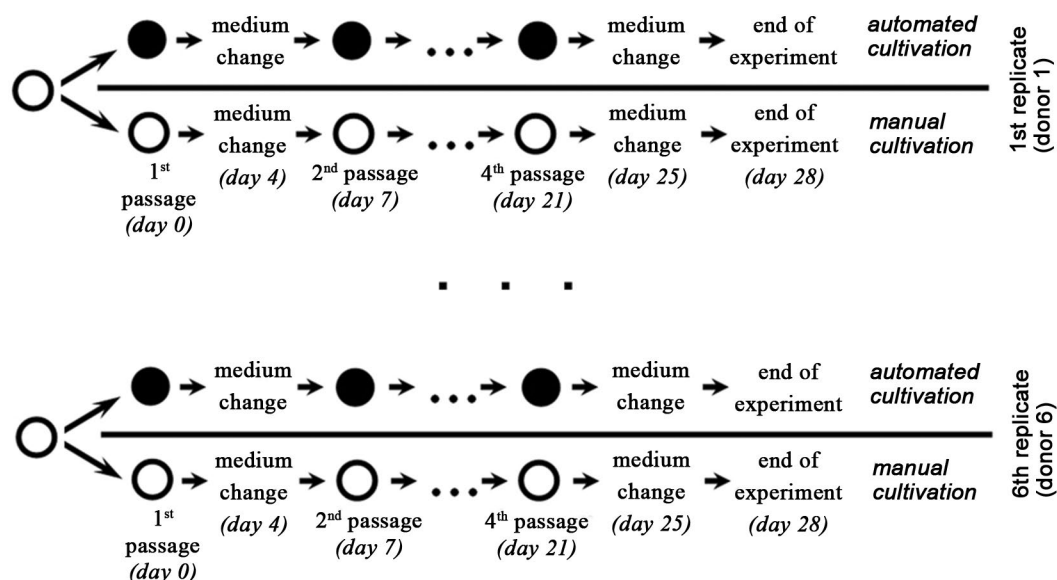 medium medium end of automated
change change experiment cultivation
medium medium end of manual
change change experiment cultivation
1st (day 4) 2nd passage 4th passage (day 25) (day 28)
passage (day 7) (day 21)
(day 0)
1st replicate
(donor 1)
medium medium end of automated
change change experiment cultivation
medium medium end of manual
change change experiment cultivation
1st (day 4) 2nd passage 4th passage (day 25) (day 28)
passage (day 7) (day 21)
(day 0)
6th replicate
(donor 6)